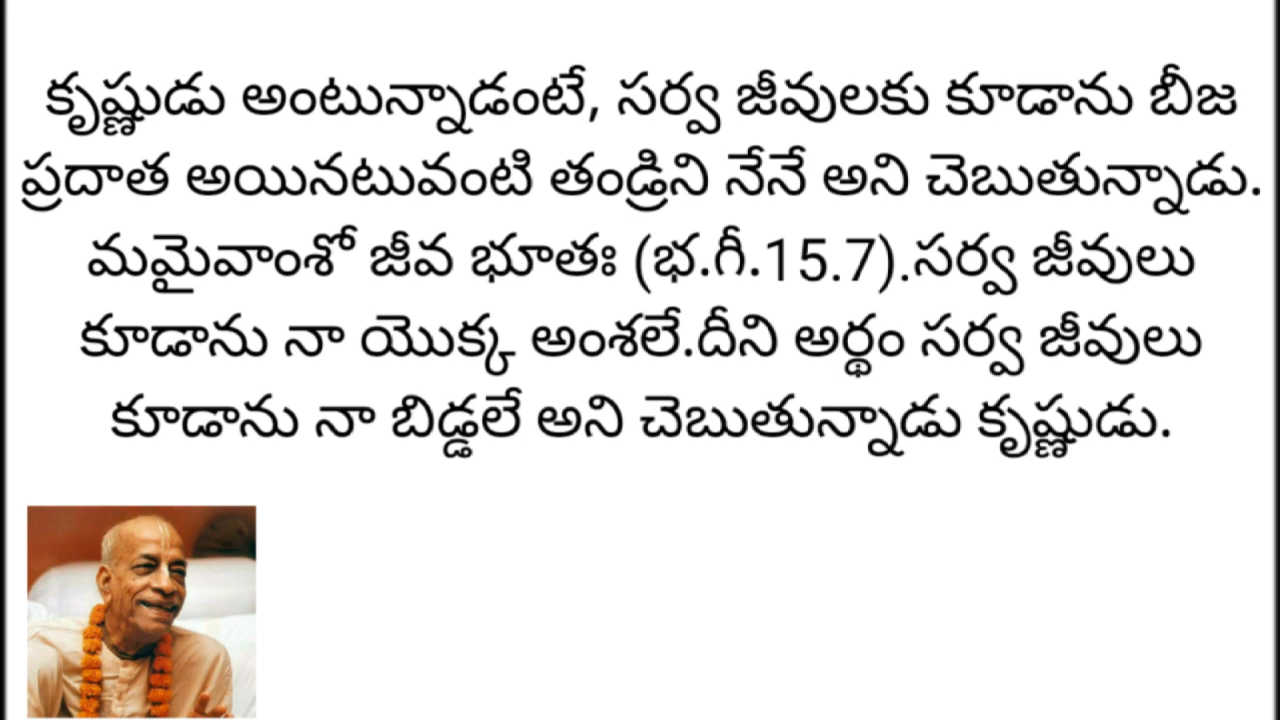 కృష్ణుడు అంటున్నాడంటే, సర్వ జీవులకు కూడాను బీజ
ప్రదాత అయినటువంటి తండ్రిని నేనే అని చెబుతున్నాడు.
మమైవాంశో జీవ భూతః (భ.గీ.15.7).సర్వ జీవులు
కూడాను నా యొక్క అంశలే.దీని అర్థం సర్వ జీవులు
కూడాను నా బిడ్డలే అని చెబుతున్నాడు కృష్ణుడు.